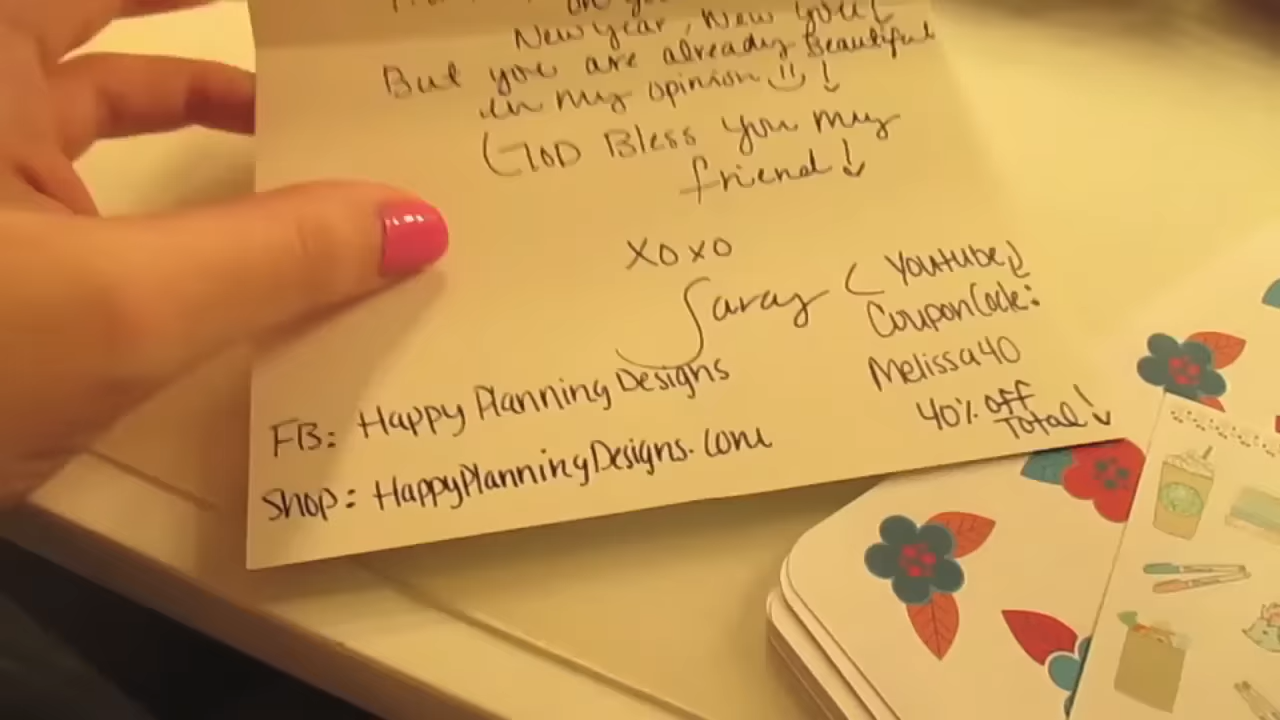 on
New year, New you!
But you are already Beautiful
in my opinion !
GOD Bless you my
friend!
XOXO
Saray
(Youtube!
Coupon Code:
Melissa40
40% off
Total!
FB: Happy Planning Designs
Shop: HappyPlanningDesigns.com